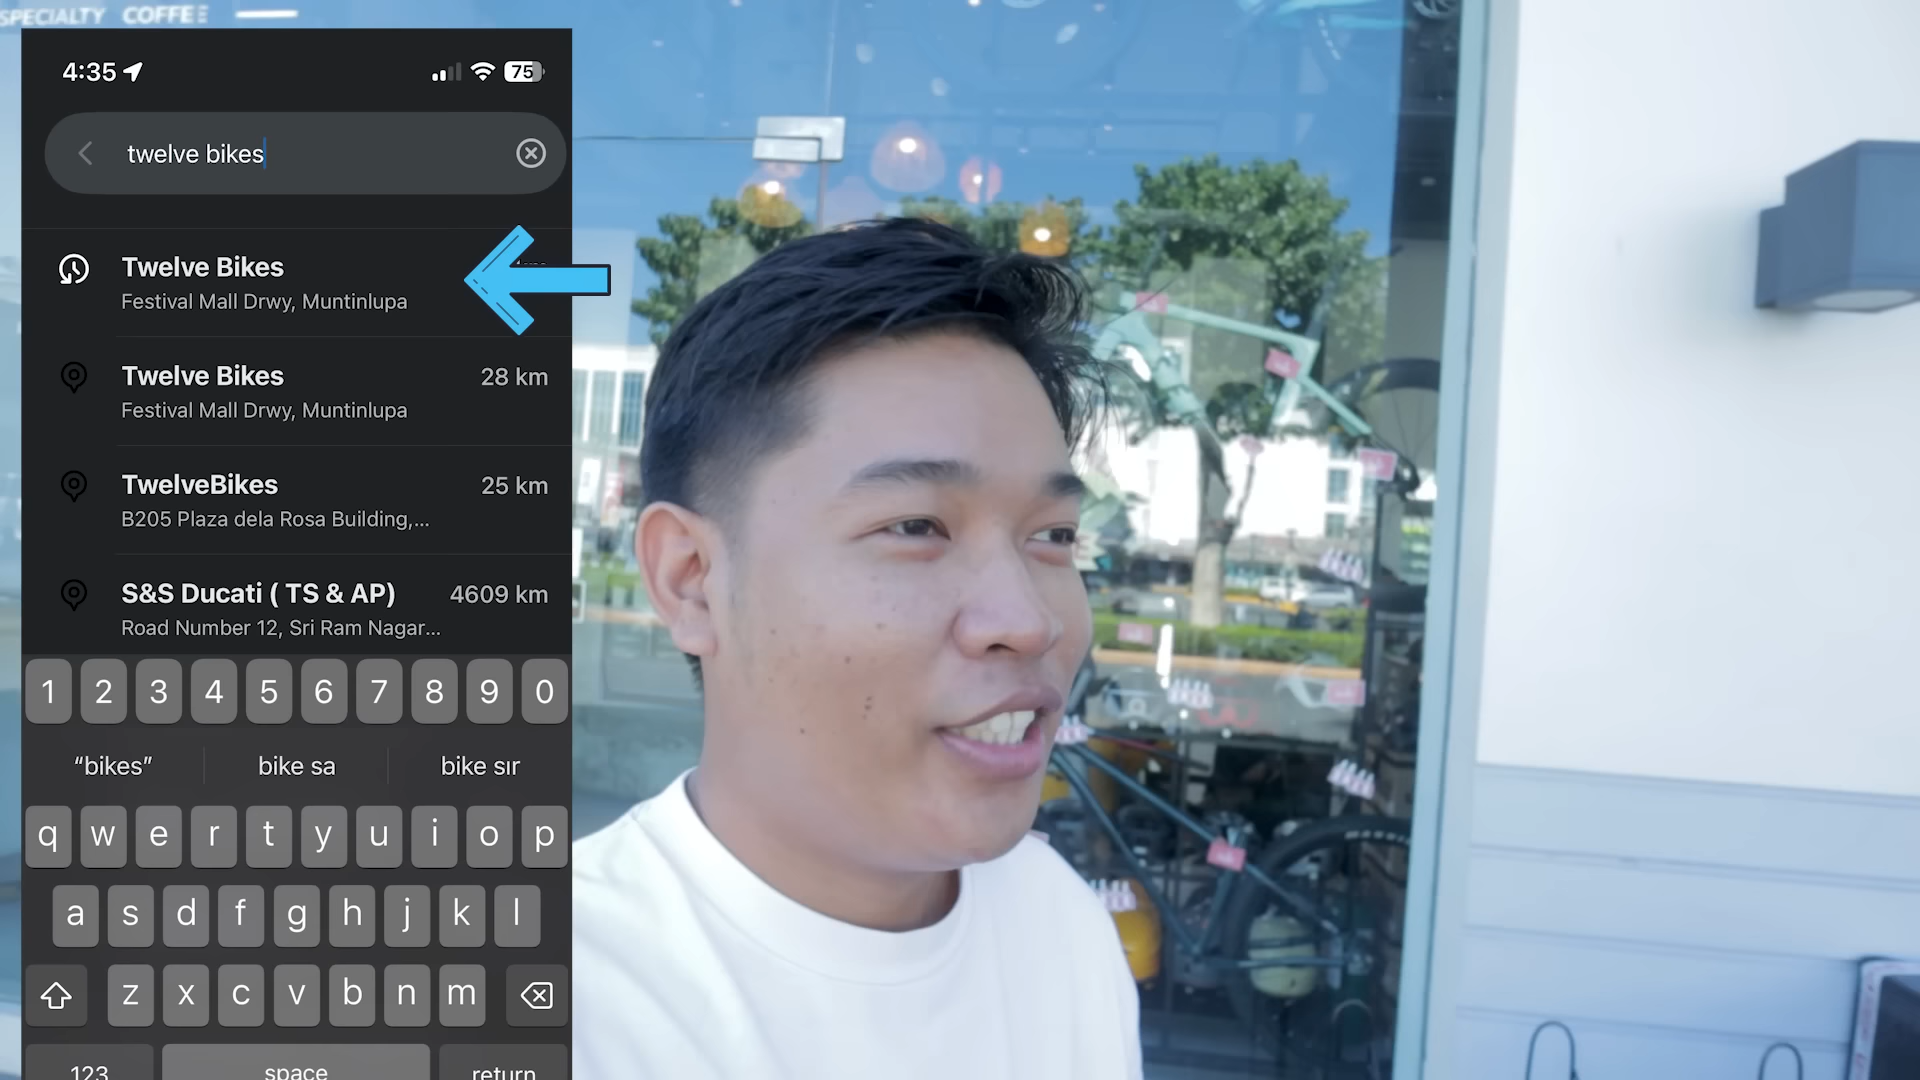 SPECIALTY COFFEE
4:35
75
twelve bikes
Twelve Bikes
Festival Mall Drwy, Muntinlupa
Twelve Bikes
28 km
Festival Mall Drwy, Muntinlupa
TwelveBikes
25 km
B205 Plaza dela Rosa Building,...
S&S Ducati ( TS & AP)
4609 km
Road Number 12, Sri Ram Nagar...
1 2 3 4 5 6 7 8 9 0
“bikes” bike sa bike sır
q w e r t y u i o p
a s d f g h j k l
z x c v b n m
123 space return